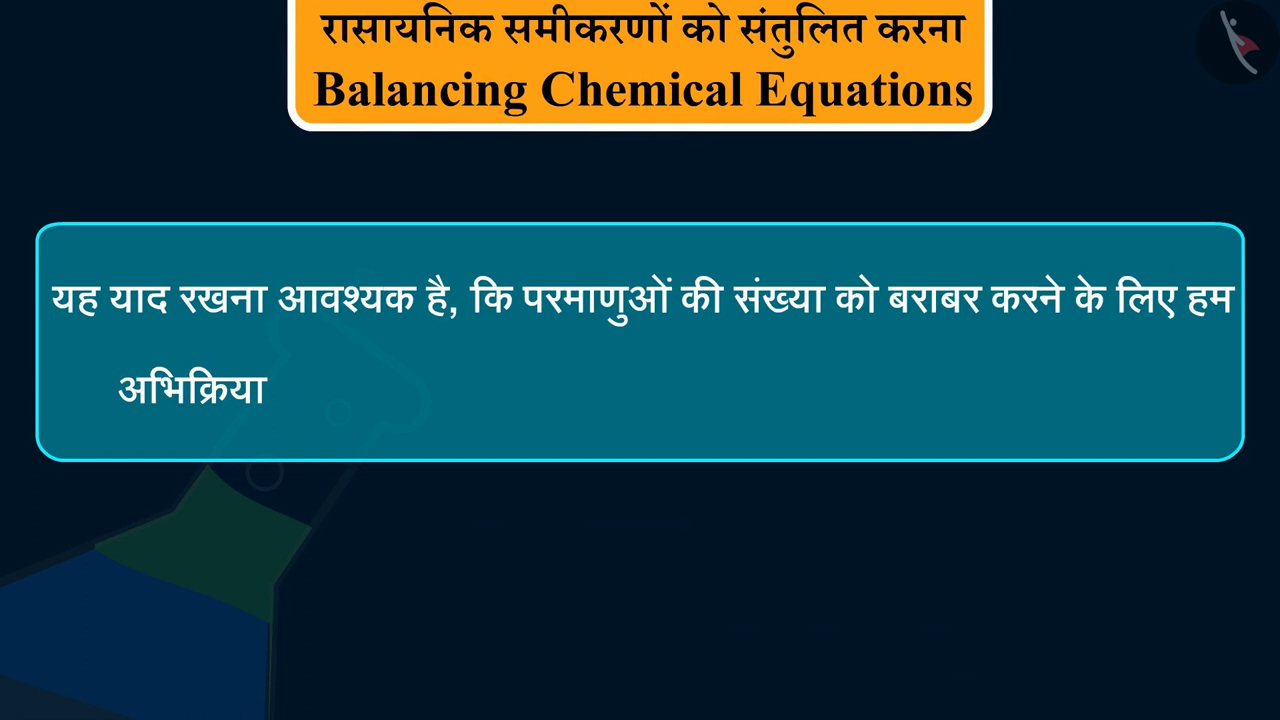 रासायनिक समीकरणों को संतुलित करना
Balancing Chemical Equations
यह याद रखना आवश्यक है, कि परमाणुओं की संख्या को बराबर करने के लिए हम
अभिक्रिया